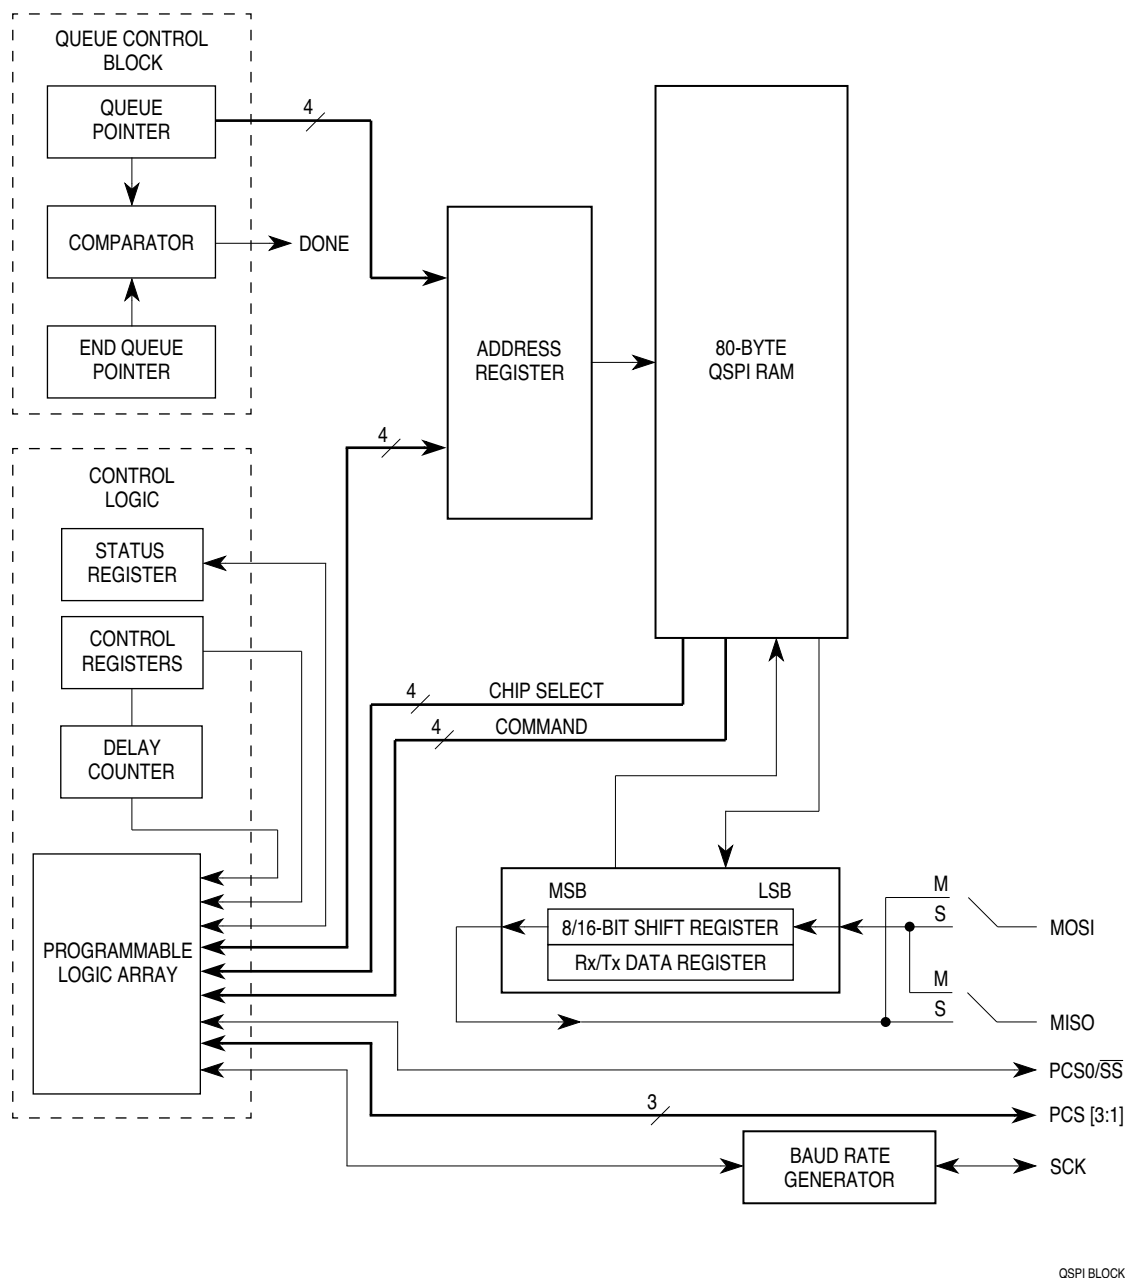 QUEUE CONTROL
BLOCK
QUEUE
POINTER
4
COMPARATOR
DONE
END QUEUE
POINTER
ADDRESS
REGISTER
80-BYTE
QSPI RAM
4
CONTROL
LOGIC
STATUS
REGISTER
CONTROL
REGISTERS
DELAY
COUNTER
4
CHIP SELECT
4
COMMAND
PROGRAMMABLE
LOGIC ARRAY
MSB
LSB
8/16-BIT SHIFT REGISTER
Rx/Tx DATA REGISTER
M
S
MOSI
M
S
MISO
PCS0/S̅S̅
3
PCS [3:1]
BAUD RATE
GENERATOR
SCK
QSPI BLOCK